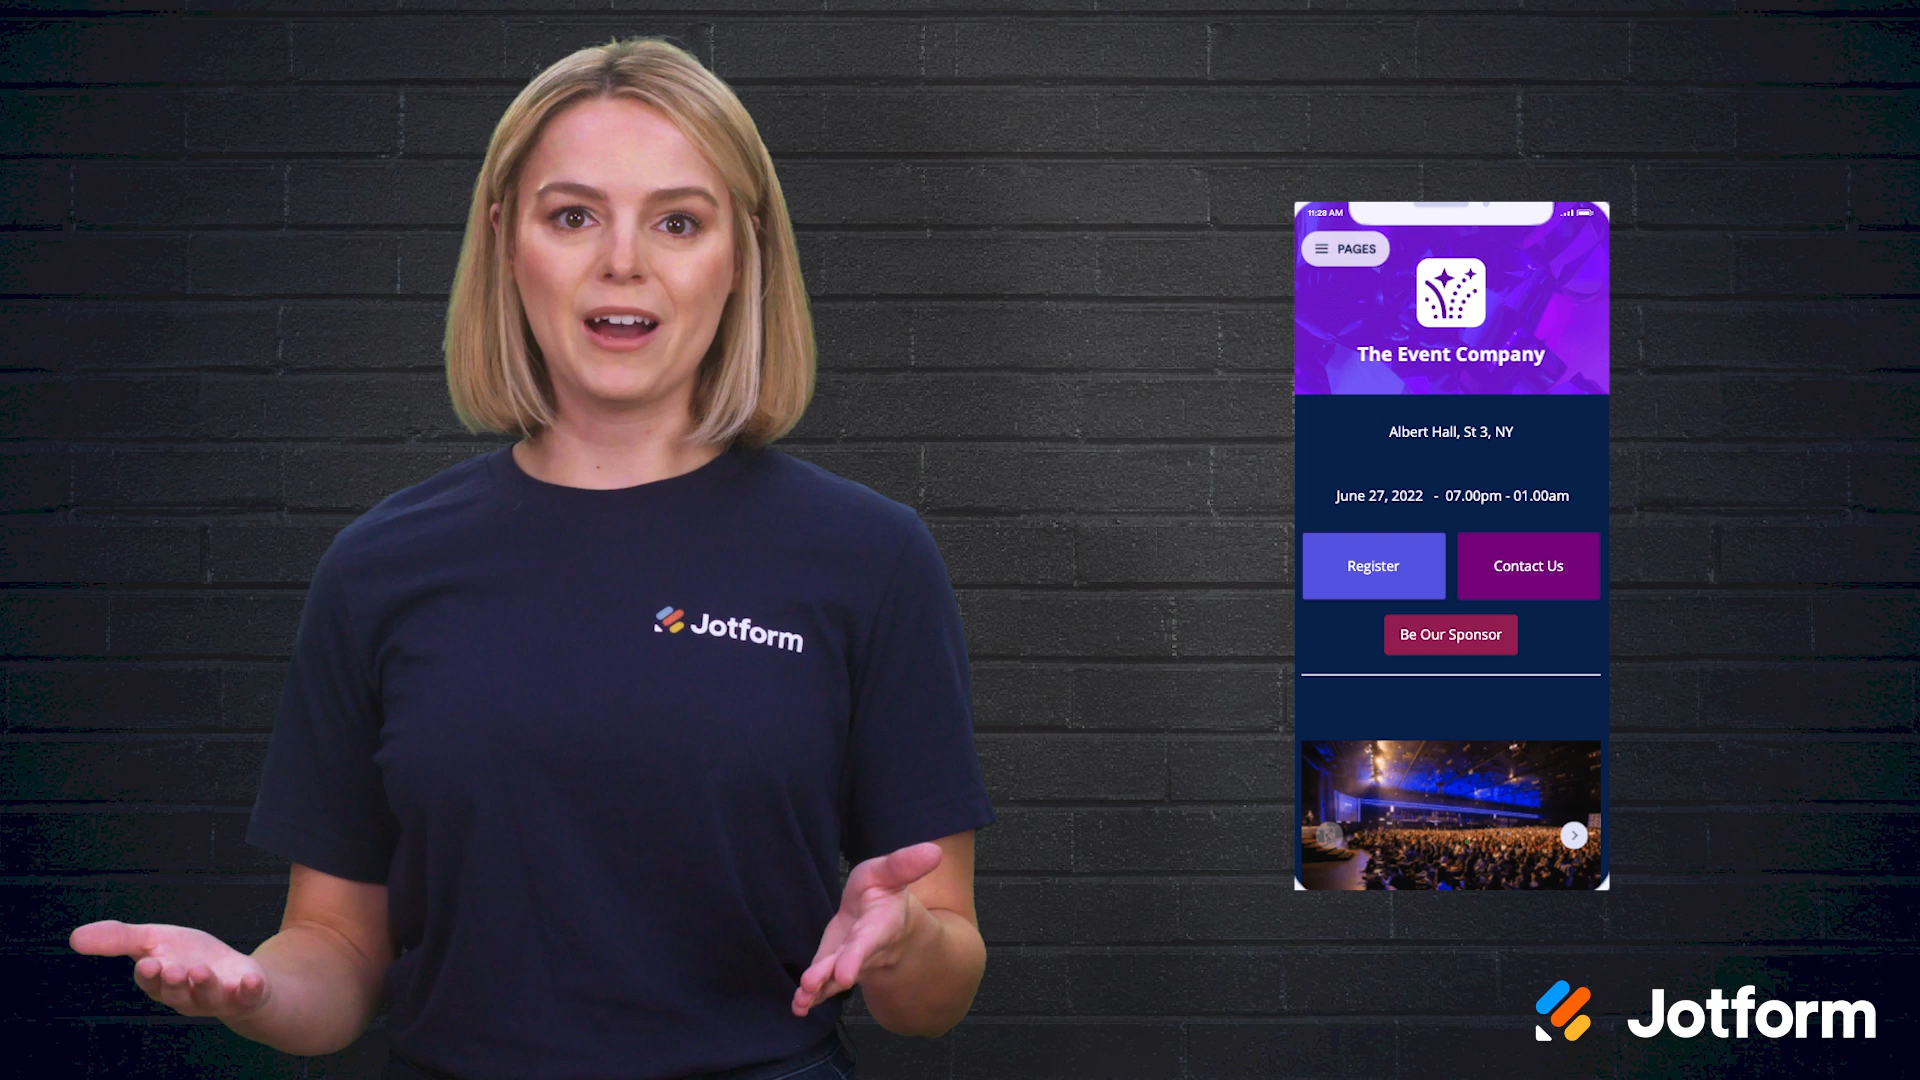 Jotform
11:28 AM
PAGES
The Event Company
Albert Hall, St 3, NY
June 27, 2022 - 07.00pm - 01.00am
Register
Contact Us
Be Our Sponsor
Jotform